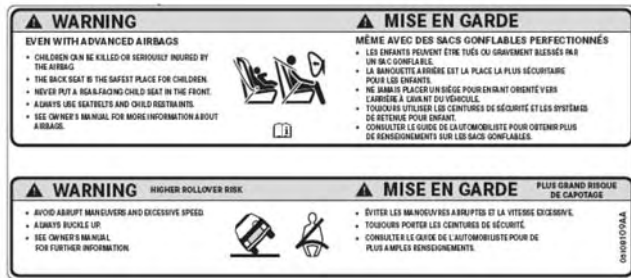 WARNING
EVEN WITH ADVANCED AIRBAGS
• CHILDREN CAN BE KILLED OR SERIOUSLY INJURED BY
THE AIRBAG.
• THE BACK SEAT IS THE SAFEST PLACE FOR CHILDREN.
• NEVER PUT A REAR-FACING CHILD SEAT IN THE FRONT.
• ALWAYS USE SEATBELTS AND CHILD RESTRAINTS.
• SEE OWNER'S MANUAL FOR MORE INFORMATION ABOUT
AIRBAGS.
MISE EN GARDE
MÊME AVEC DES SACS GONFLABLES PERFECTIONNÉS
• LES ENFANTS PEUVENT ÊTRE TUÉS OU GRAVEMENT BLESSÉS PAR
UN SAC GONFLABLE.
• LA BANQUETTE ARRIÈRE EST LA PLACE LA PLUS SÉCURITAIRE
POUR LES ENFANTS.
• NE JAMAIS PLACER UN SIÈGE POUR ENFANT ORIENTÉ VERS
L'ARRIÈRE À L'AVANT DU VÉHICULE.
• TOUJOURS UTILISER LES CEINTURES DE SÉCURITÉ ET LES SYSTÈMES
DE RETENUE POUR ENFANT.
• CONSULTER LE GUIDE DE L'AUTOMOBILISTE POUR OBTENIR PLUS
DE RENSEIGNEMENTS SUR LES SACS GONFLABLES.
WARNING HIGHER ROLLOVER RISK
• AVOID ABRUPT MANEUVERS AND EXCESSIVE SPEED.
• ALWAYS BUCKLE UP.
• SEE OWNER'S MANUAL
FOR FURTHER INFORMATION.
MISE EN GARDE PLUS GRAND RISQUE
DE CAPOTAGE
• ÉVITER LES MANOEUVRES ABRUPTES ET LA VITESSE EXCESSIVE.
• TOUJOURS PORTER LES CEINTURES DE SÉCURITÉ.
• CONSULTER LE GUIDE DE L'AUTOMOBILISTE POUR DE
PLUS AMPLES RENSEIGNEMENTS.